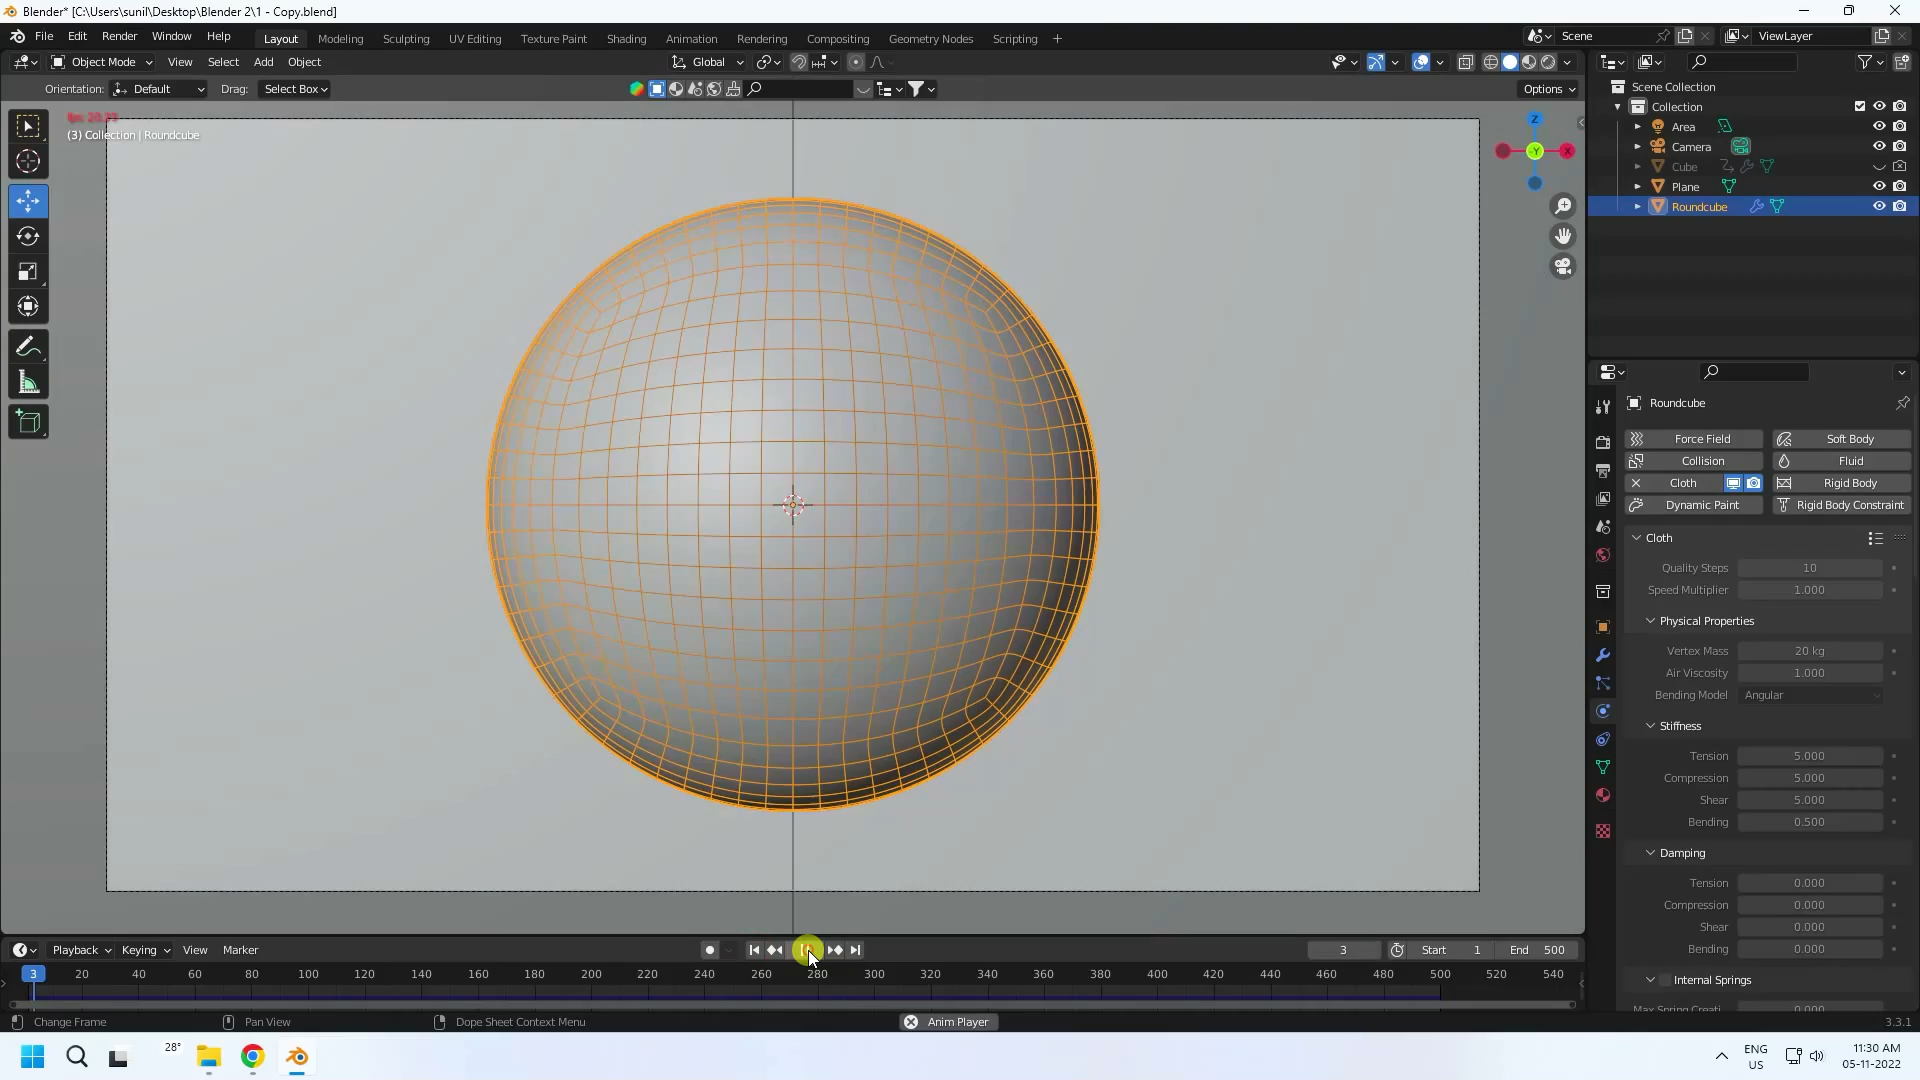 Blender* [C:\Users\sunil\Desktop\Blender 2\1 - Copy.blend]
File Edit Render Window Help Layout Modeling Sculpting UV Editing Texture Paint Shading Animation Rendering Compositing Geometry Nodes Scripting + Scene ViewLayer
Object Mode View Select Add Object Global
Orientation: Default Drag: Select Box Options
(3) Collection | Roundcube
Z
-Y X
Scene Collection
Collection
Area
Camera
Cube
Plane
Roundcube
Roundcube
Force Field Soft Body
Collision Fluid
Cloth Rigid Body
Dynamic Paint Rigid Body Constraint
Cloth
Quality Steps 10
Speed Multiplier 1.000
Physical Properties
Vertex Mass 20 kg
Air Viscosity 1.000
Bending Model Angular
Stiffness
Tension 5.000
Compression 5.000
Shear 5.000
Bending 0.500
Damping
Tension 0.000
Compression 0.000
Shear 0.000
Bending 0.000
Internal Springs
Max Spring Creati 0.000
Playback Keying View Marker 3 Start 1 End 500
3 20 40 60 80 100 120 140 160 180 200 220 240 260 280 300 320 340 360 380 400 420 440 460 480 500 520 540
Change Frame Pan View Dope Sheet Context Menu Anim Player 3.3.1
28°
ENG
US
11:30 AM
05-11-2022